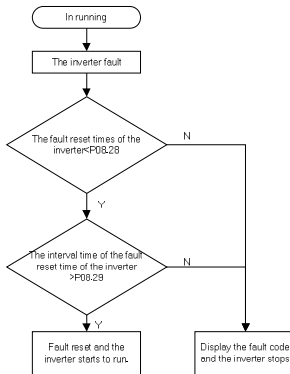 In running
The inverter fault
The fault reset times of the
inverter<P08.28
N
Y
The interval time of the fault
reset time of the inverter
>P08.29
N
Y
Fault reset and the
inverter starts to run.
Display the fault code
and the inverter stops